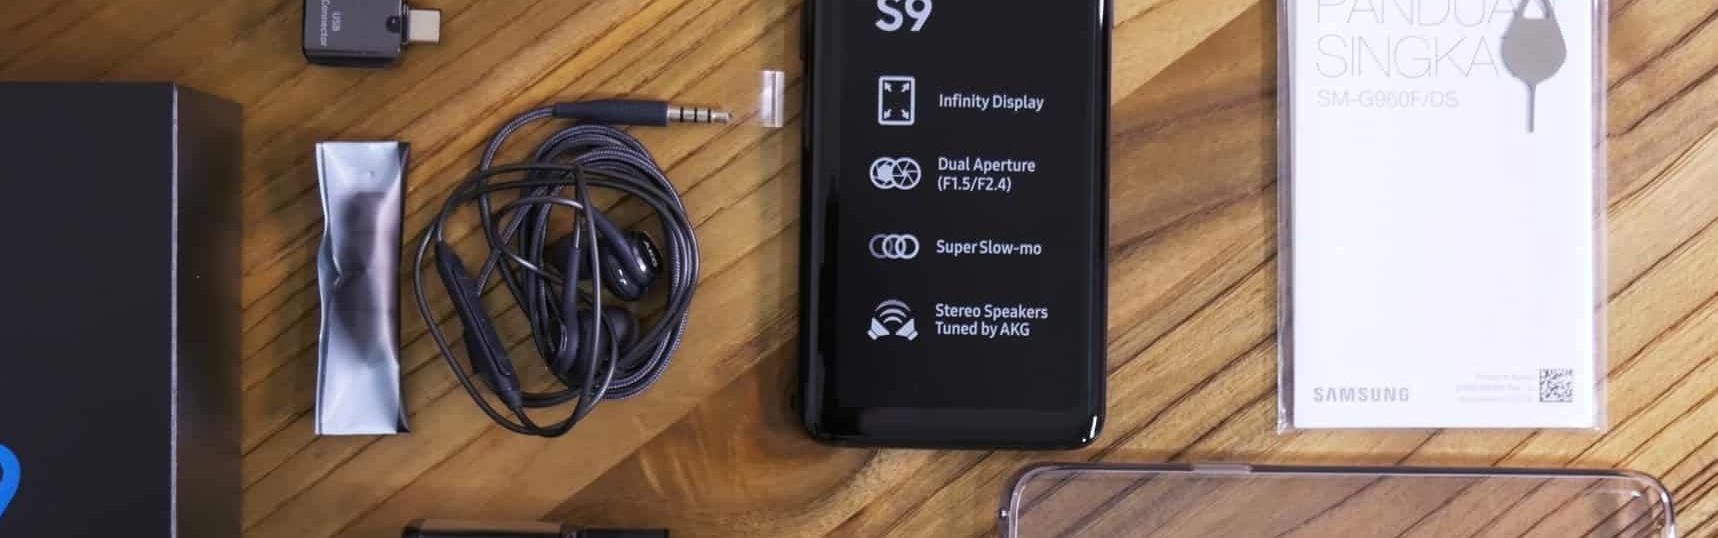 USB
Connector
S9
Infinity Display
Dual Aperture
(F1.5/F2.4)
Super Slow-mo
Stereo Speakers
Tuned by AKG
AKG
PANDUA
SINGKA
SM-G960F/DS
SAMSUNG